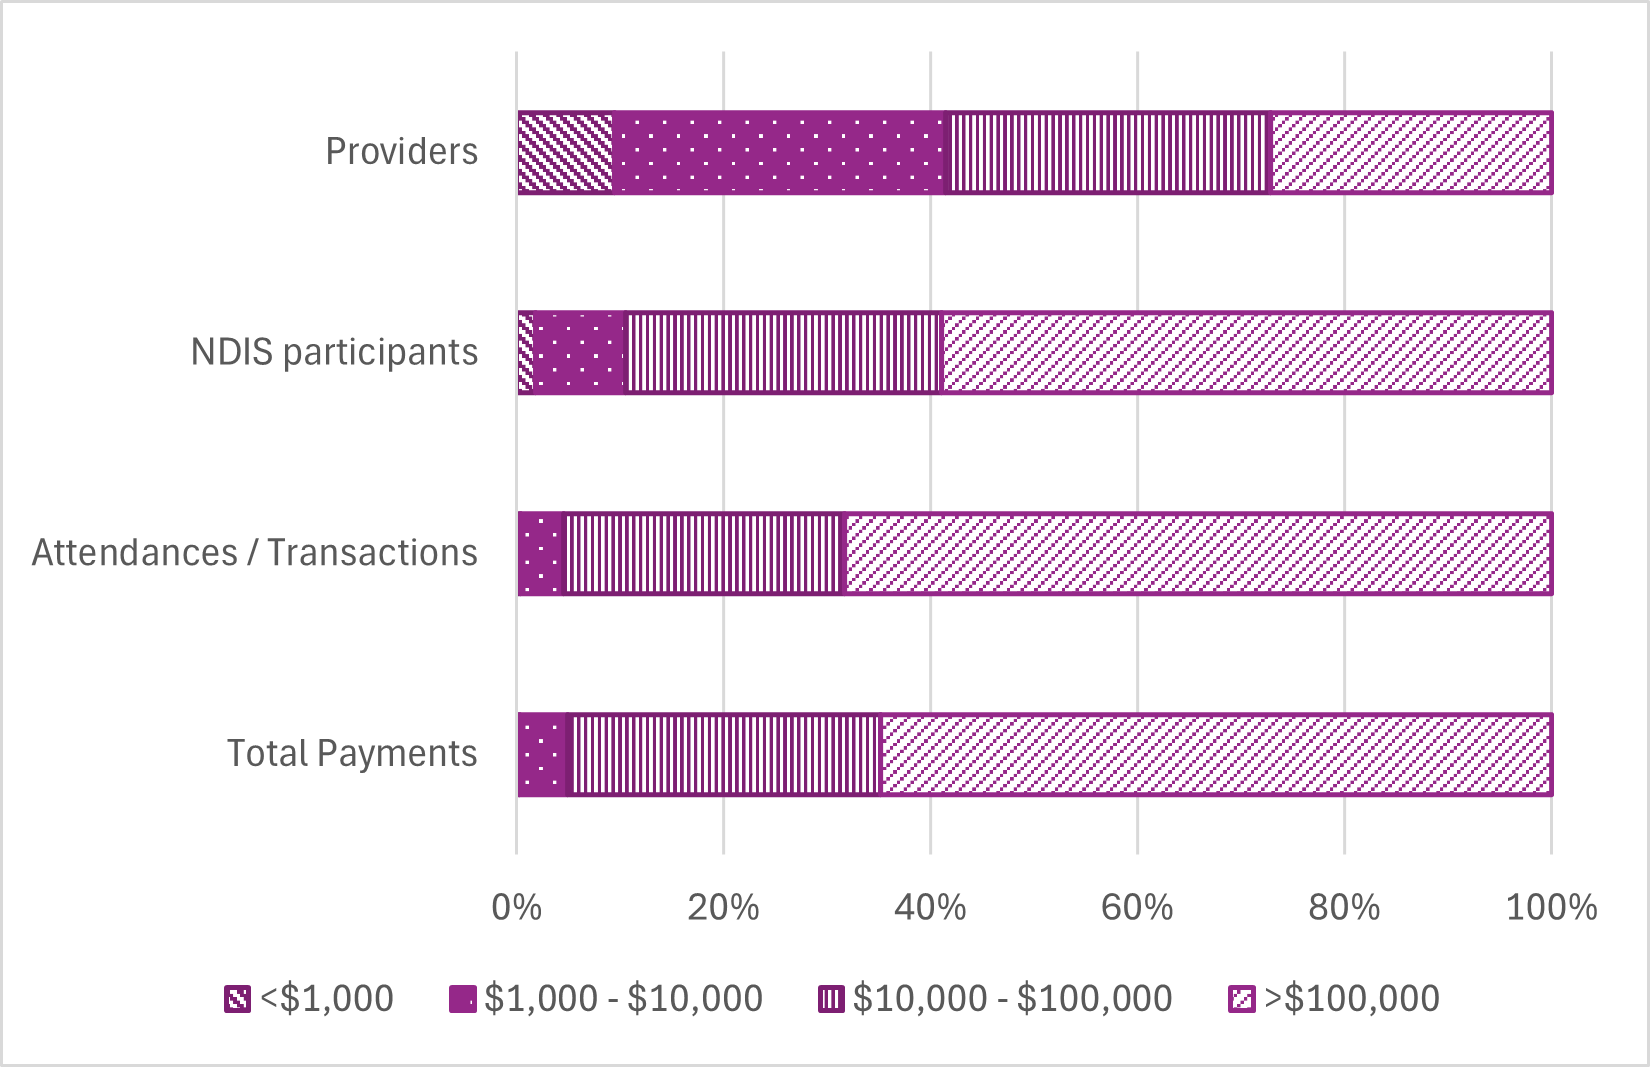 Providers
NDIS participants
Attendances / Transactions
Total Payments
0% 20% 40% 60% 80% 100%
<$1,000 $1,000 - $10,000 $10,000 - $100,000 >$100,000